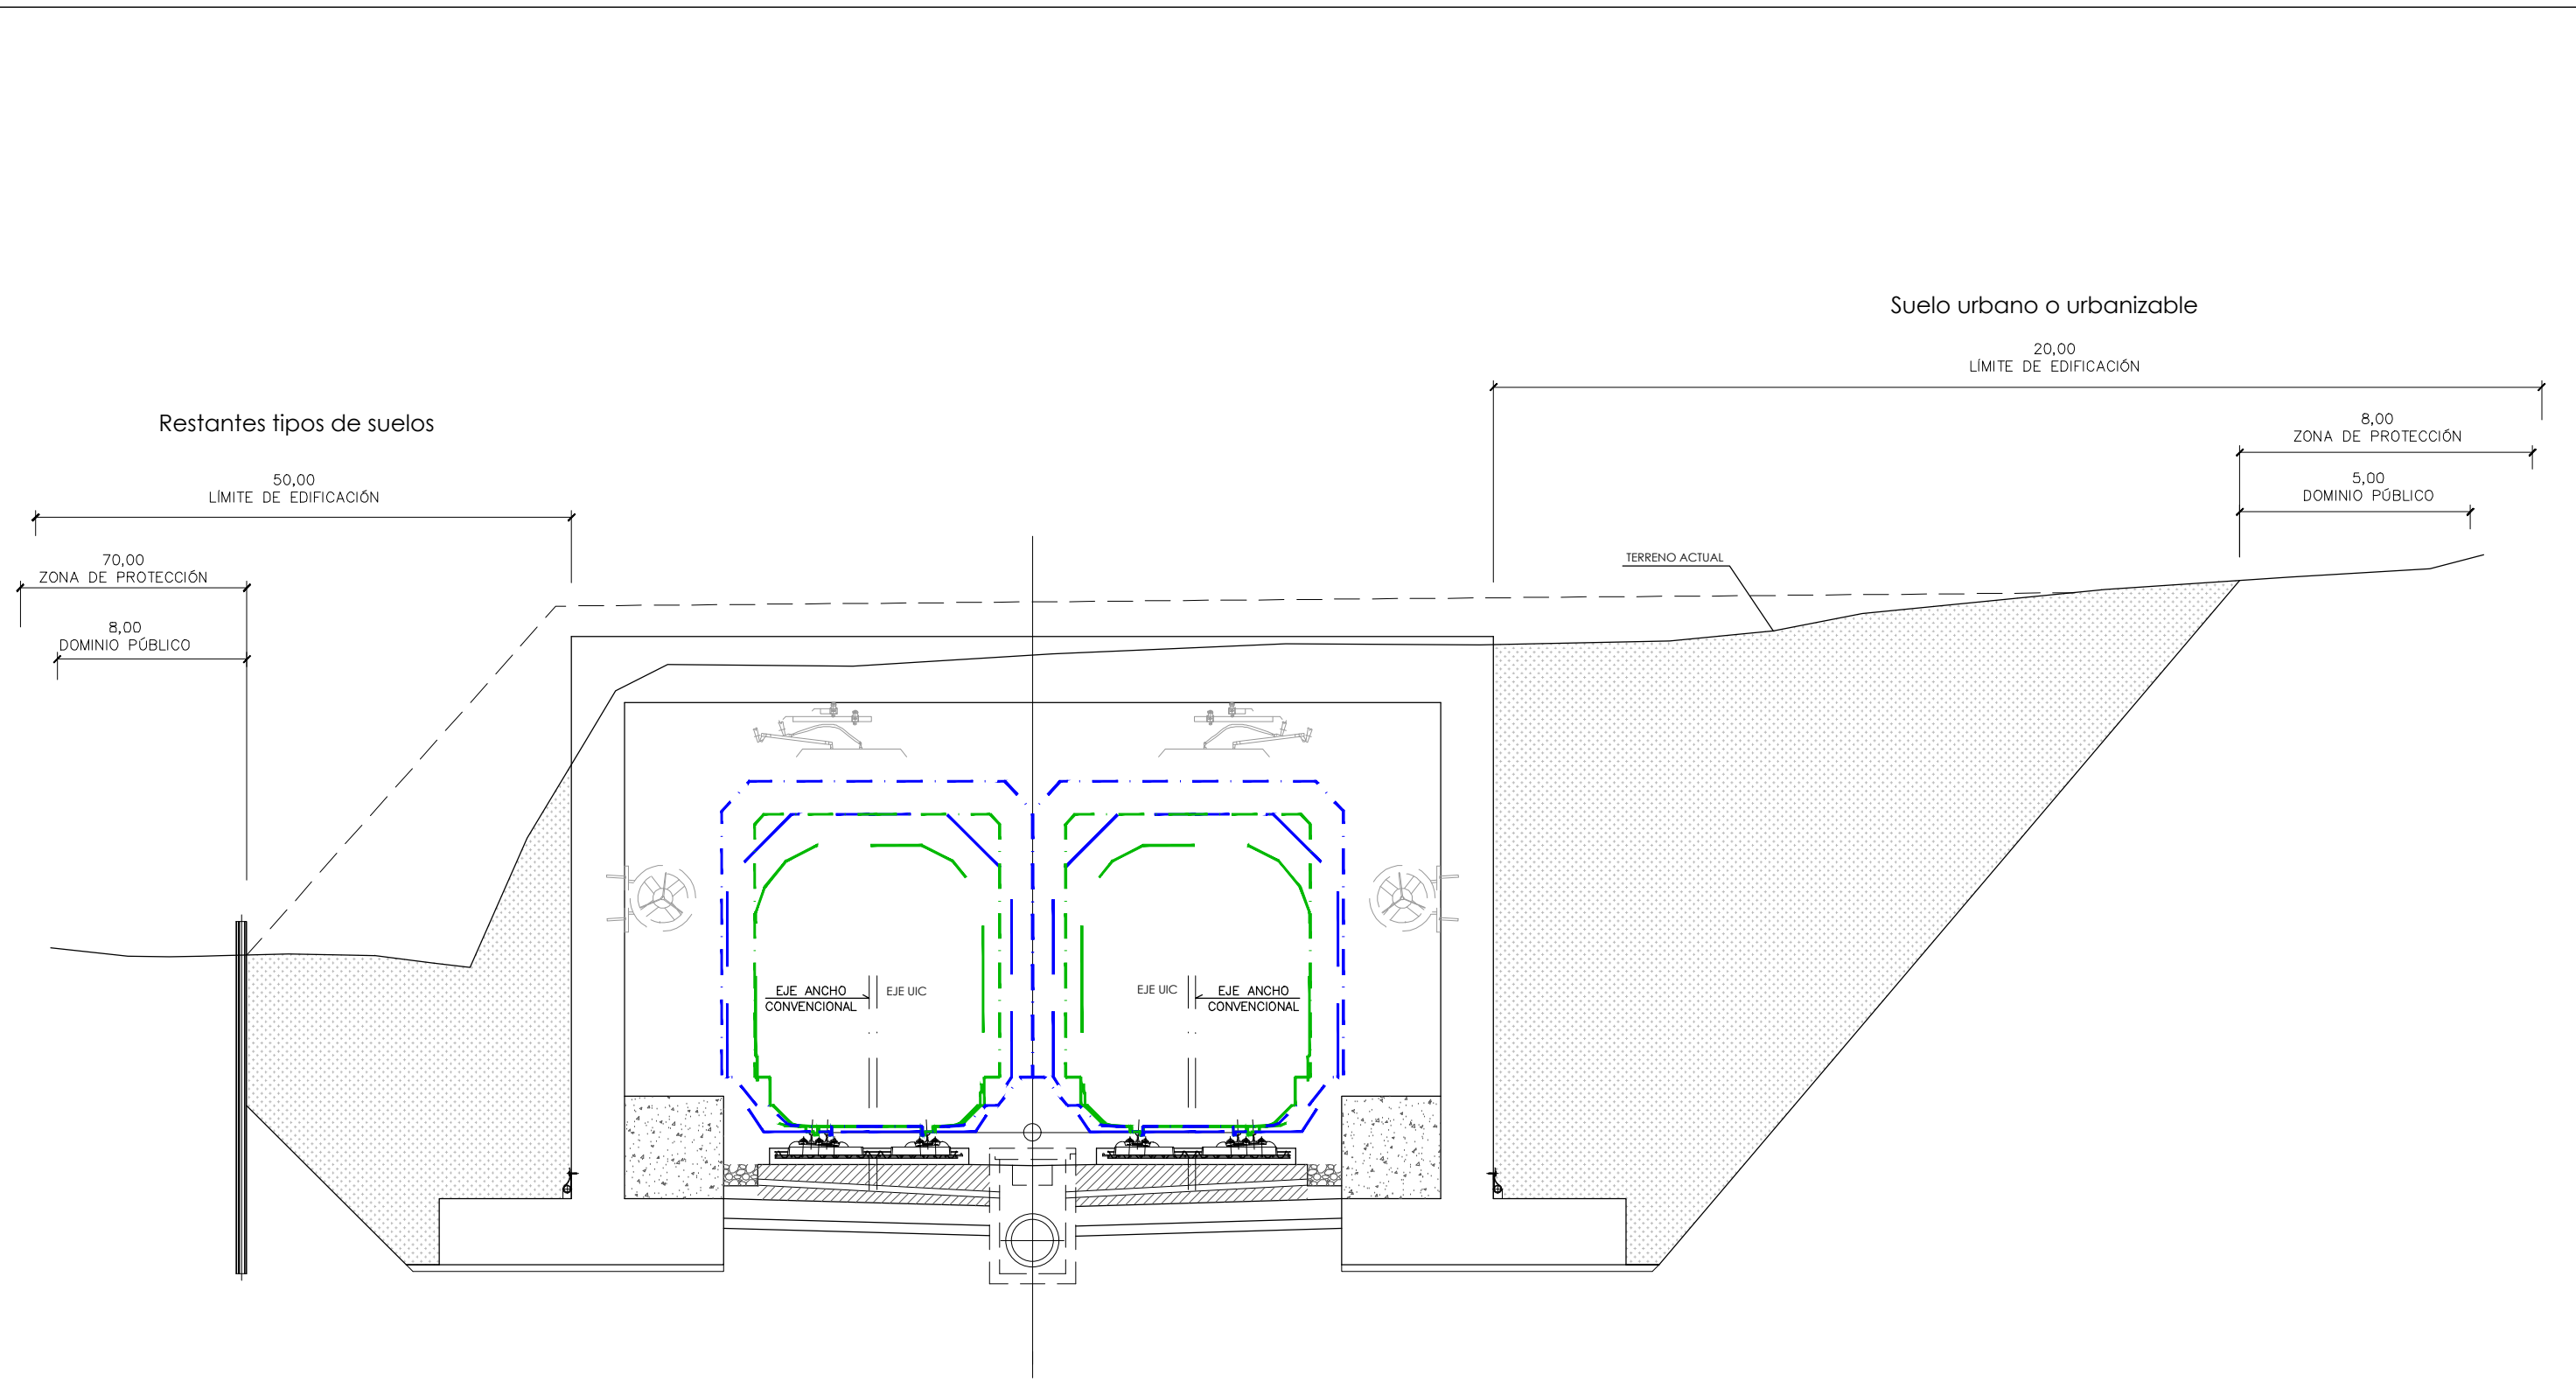 Suelo urbano o urbanizable
20,00
LÍMITE DE EDIFICACIÓN
8,00
ZONA DE PROTECCIÓN
5,00
DOMINIO PÚBLICO
Restantes tipos de suelos
50,00
LÍMITE DE EDIFICACIÓN
70,00
ZONA DE PROTECCIÓN
8,00
DOMINIO PÚBLICO
TERRENO ACTUAL
EJE ANCHO
CONVENCIONAL
EJE UIC
EJE UIC
EJE ANCHO
CONVENCIONAL